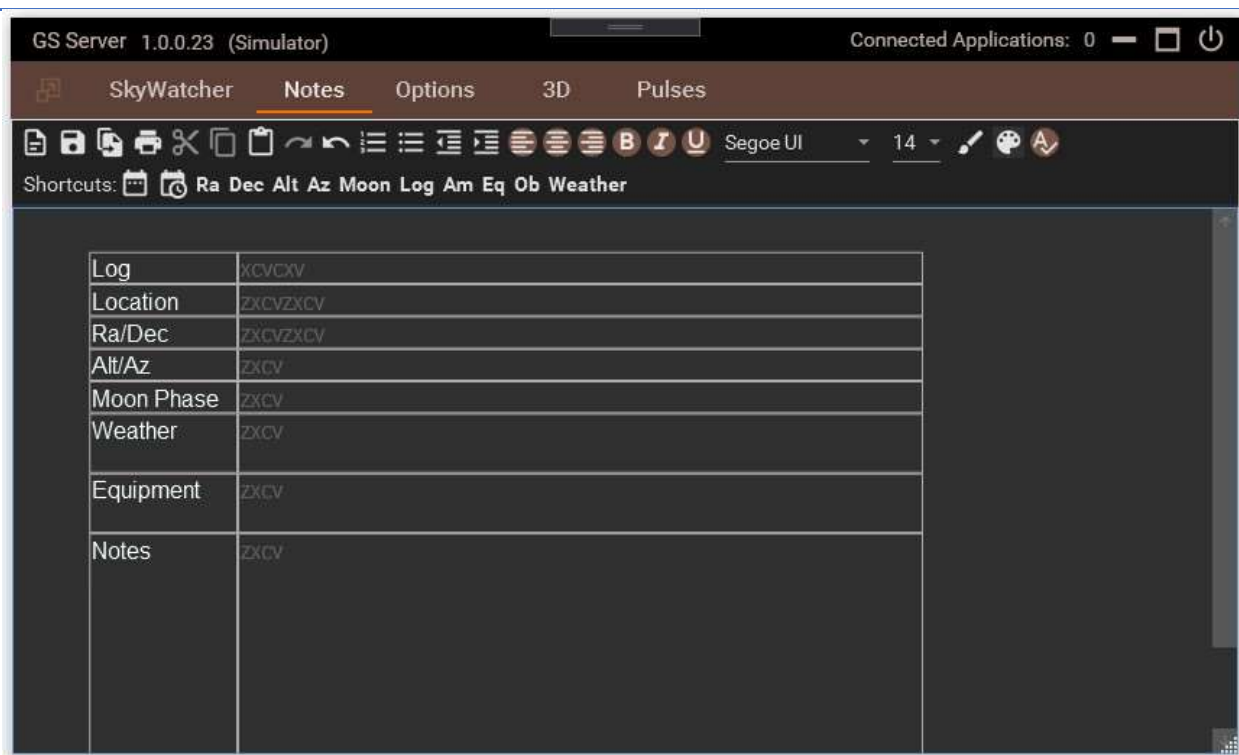 GS Server 1.0.0.23 (Simulator) Connected Applications: 0
SkyWatcher Notes Options 3D Pulses
B I U Segoe UI 14 A
Shortcuts: Ra Dec Alt Az Moon Log Am Eq Ob Weather
Log xcvcxv
Location zxcvzxcv
Ra/Dec zxcvzxcv
Alt/Az zxcv
Moon Phase zxcv
Weather zxcv
Equipment zxcv
Notes zxcv